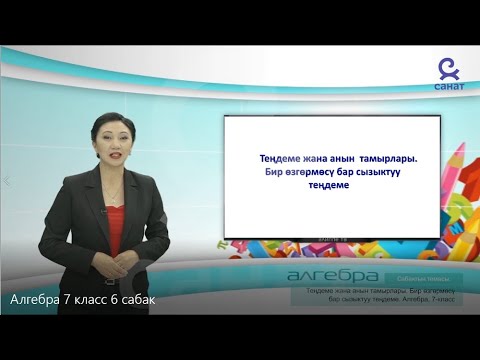 санат
Теңдеме жана анын тамырлары.
Бир өзгөрмөсү бар сызыктуу
теңдеме
алгебра
Сабактын темасы
Теңдеме жана анын тамырлары. Бир өзгөрмөсү
бар сызыктуу теңдеме. Алгебра, 7-класс
Алгебра 7 класс 6 сабак